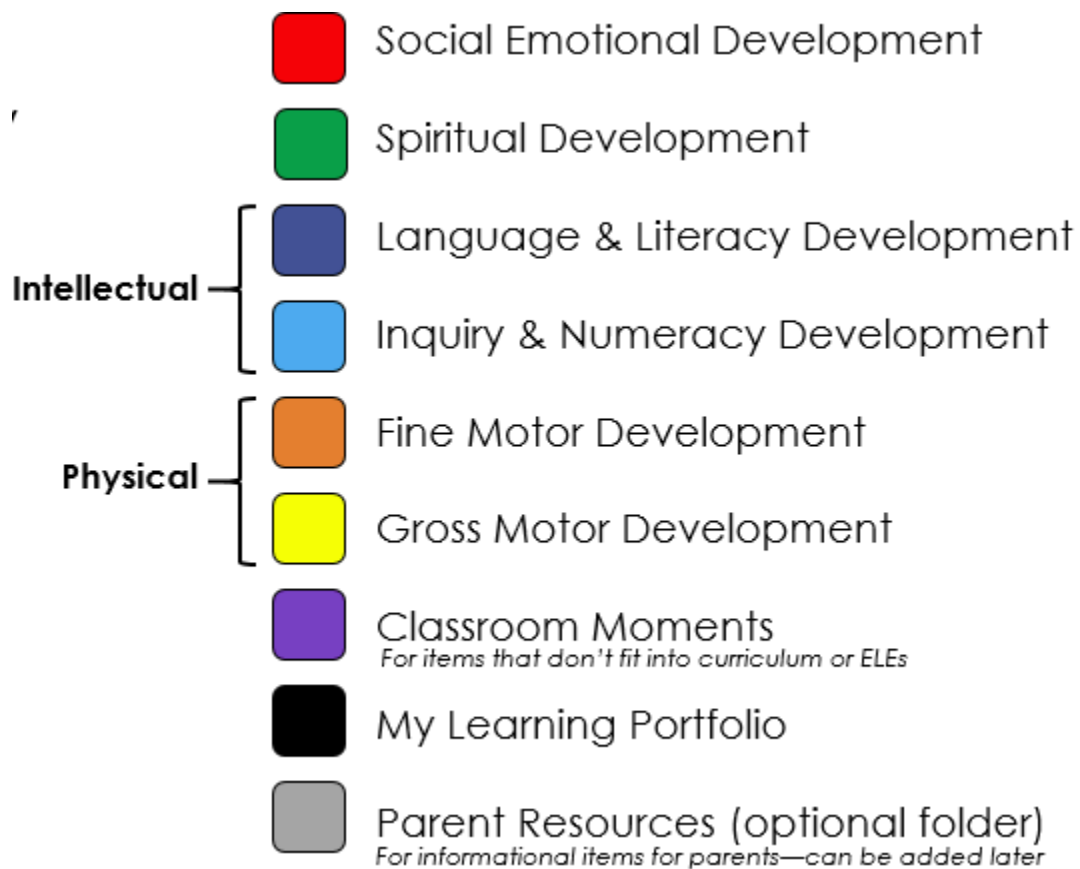 Social Emotional Development
Spiritual Development
Language & Literacy Development
Intellectual
Inquiry & Numeracy Development
Fine Motor Development
Physical
Gross Motor Development
Classroom Moments
For items that don't fit into curriculum or ELEs
My Learning Portfolio
Parent Resources (optional folder)
For informational items for parents—can be added later